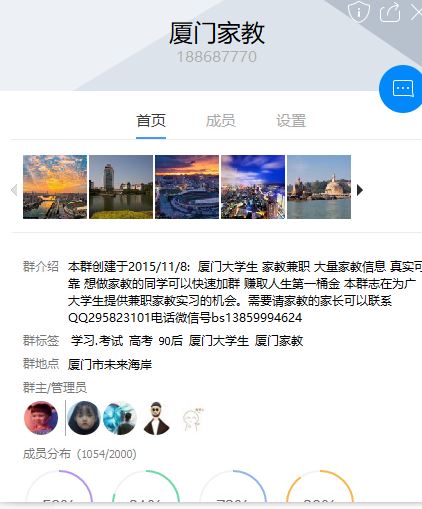 厦门家教
188687770
首页 成员 设置
群介绍 本群创建于2015/11/8: 厦门大学生 家教兼职 大量家教信息 真实可
靠 想做家教的同学可以快速加群 赚取人生第一桶金 本群志在为广
大学生提供兼职家教实习的机会。需要请家教的家长可以联系
QQ295823101电话微信号bs13859994624
群标签 学习.考试 高考 90后 厦门大学生 厦门家教
群地点 厦门市未来海岸
群主/管理员
成员分布 (1054/2000)